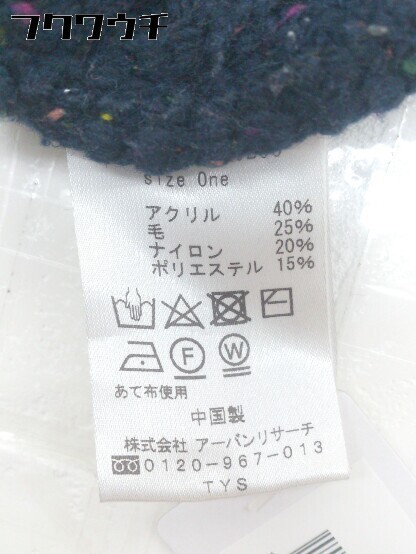 フクワウチ
size One
アクリル 40%
毛 25%
ナイロン 20%
ポリエステル 15%
F W
あて布使用
中国製
株式会社 アーバンリサーチ
0120-967-013
TYS